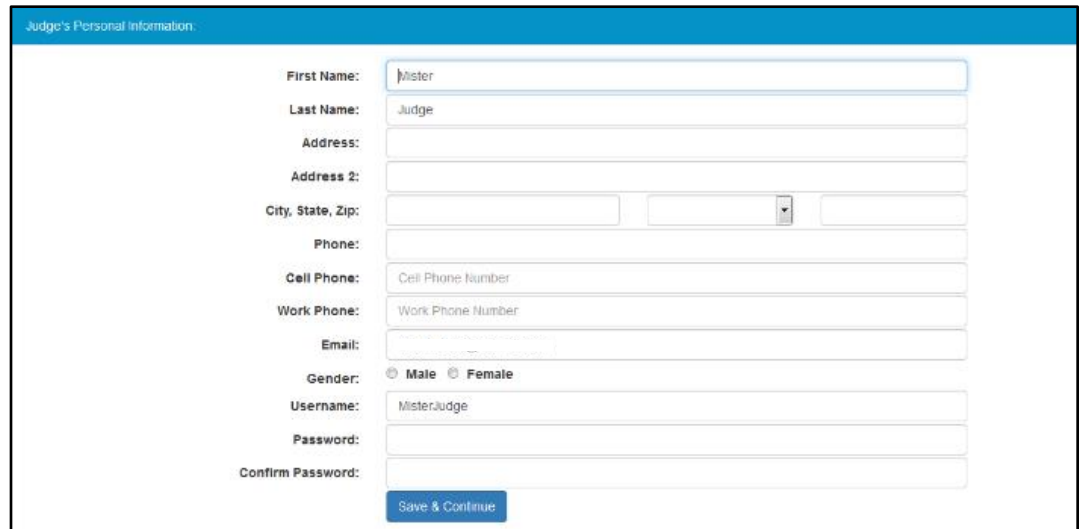 Judge's Personal Information:
First Name: Mister
Last Name: Judge
Address:
Address 2:
City, State, Zip:
Phone:
Cell Phone: Cell Phone Number
Work Phone: Work Phone Number
Email:
Gender: Male Female
Username: MisterJudge
Password:
Confirm Password:
Save & Continue